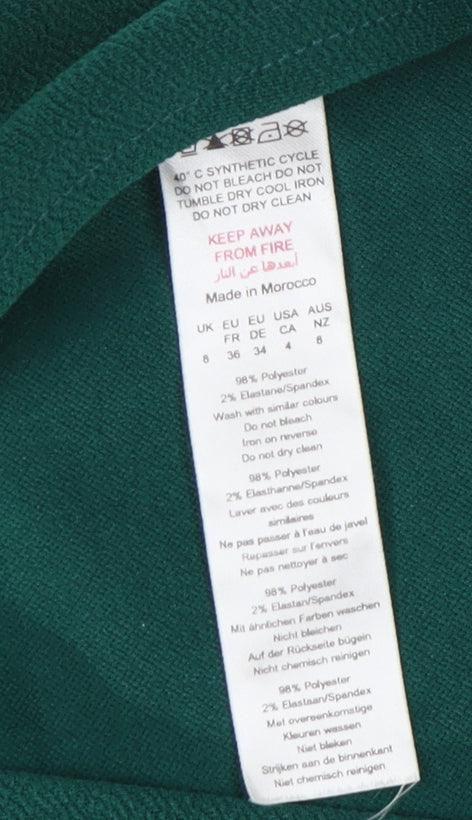 40° C SYNTHETIC CYCLE
DO NOT BLEACH DO NOT
TUMBLE DRY COOL IRON
DO NOT DRY CLEAN
KEEP AWAY
FROM FIRE
أبعدها عن النار
Made in Morocco
UK EU EU USA AUS
FR DE CA NZ
8 36 34 4 8
98% Polyester
2% Elastane/Spandex
Wash with similar colours
Do not bleach
Iron on reverse
Do not dry clean
98% Polyester
2% Elasthanne/Spandex
Laver avec des couleurs
similaires
Ne pas passer à l'eau de javel
Repasser sur l'envers
Ne pas nettoyer à sec
98% Polyester
2% Elastan/Spandex
Mit ähnlichen Farben waschen
Nicht bleichen
Auf der Rückseite bügeln
Nicht chemisch reinigen
98% Polyester
2% Elastaan/Spandex
Met overeenkomstige
Kleuren wassen
Niet bleken
Strijken aan de binnenkant
Niet chemisch reinigen